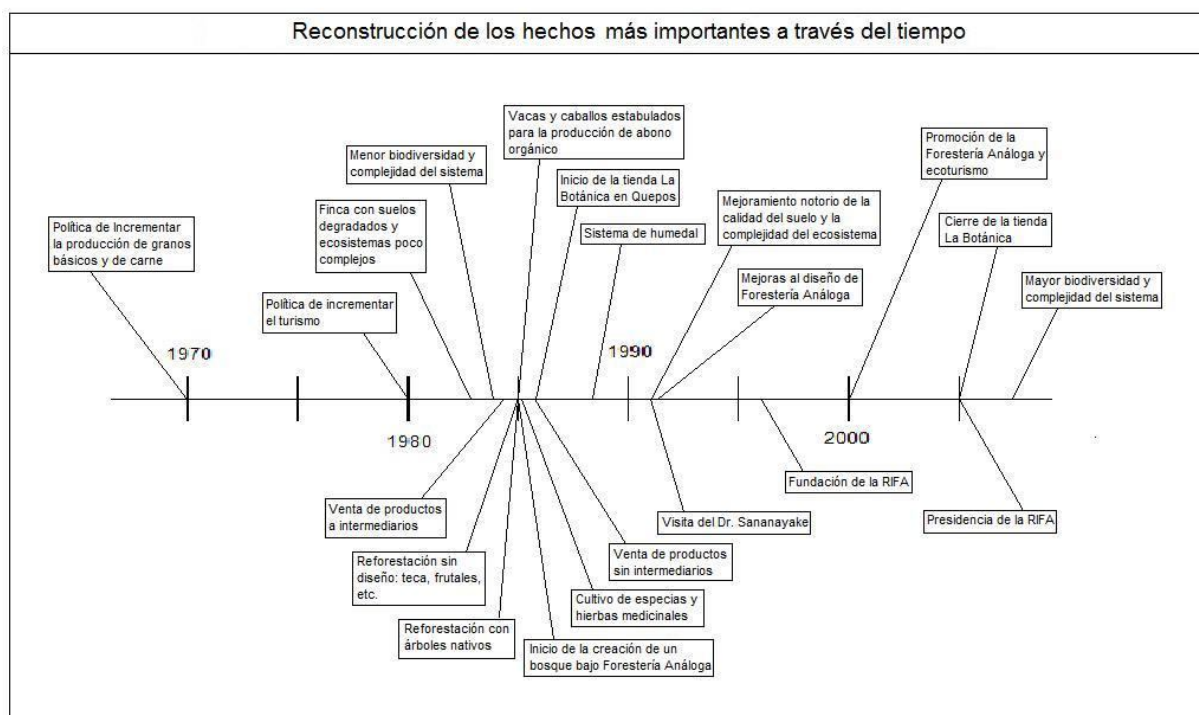 Reconstrucción de los hechos más importantes a través del tiempo
Vacas y caballos estabulados
para la producción de abono
orgánico
Menor biodiversidad y
complejidad del sistema
Promoción de la
Forestería Análoga y
ecoturismo
Inicio de la tienda La
Botánica en Quepos
Política de Incrementar
la producción de granos
básicos y de carne
Finca con suelos
degradados y
ecosistemas poco
complejos
Sistema de humedal
Mejoramiento notorio de la
calidad del suelo y la
complejidad del ecosistema
Cierre de la tienda
La Botánica
Política de incrementar
el turismo
Mejoras al diseño de
Forestería Análoga
Mayor biodiversidad y
complejidad del sistema
1970
1990
1980
2000
Venta de productos
a intermediarios
Fundación de la RIFA
Visita del Dr. Sananayake
Presidencia de la RIFA
Reforestación sin
diseño: teca, frutales,
etc.
Venta de productos
sin intermediarios
Cultivo de especias y
hierbas medicinales
Reforestación con
árboles nativos
Inicio de la creación de un
bosque bajo Forestería Análoga